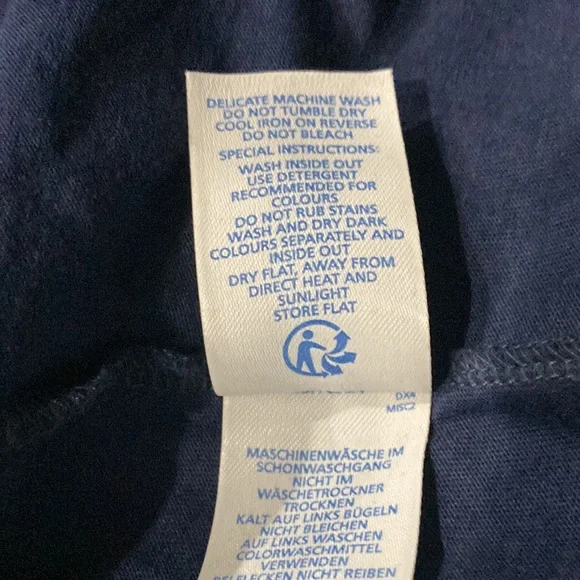 DELICATE MACHINE WASH
DO NOT TUMBLE DRY
COOL IRON ON REVERSE
DO NOT BLEACH
SPECIAL INSTRUCTIONS:
WASH INSIDE OUT
USE DETERGENT
RECOMMENDED FOR
COLOURS
DO NOT RUB STAINS
WASH AND DRY DARK
COLOURS SEPARATELY AND
INSIDE OUT
DRY FLAT, AWAY FROM
DIRECT HEAT AND
SUNLIGHT
STORE FLAT
DX4
MISC2
MASCHINENWÄSCHE IM
SCHONWASCHGANG
NICHT IM
WÄSCHETROCKNER
TROCKNEN
KALT AUF LINKS BÜGELN
NICHT BLEICHEN
AUF LINKS WASCHEN
COLORWASCHMITTEL
VERWENDEN
NICHT REIBEN